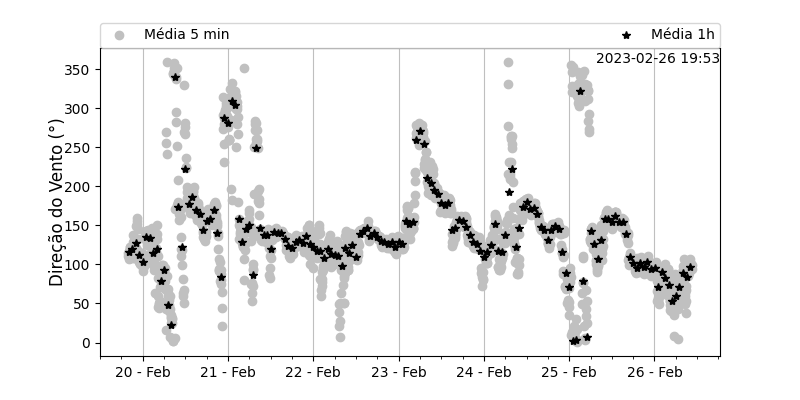 Média 5 min
Média 1h
2023-02-26 19:53
Direção do Vento (°)
350
300
250
200
150
100
50
0
20 - Feb
21 - Feb
22 - Feb
23 - Feb
24 - Feb
25 - Feb
26 - Feb